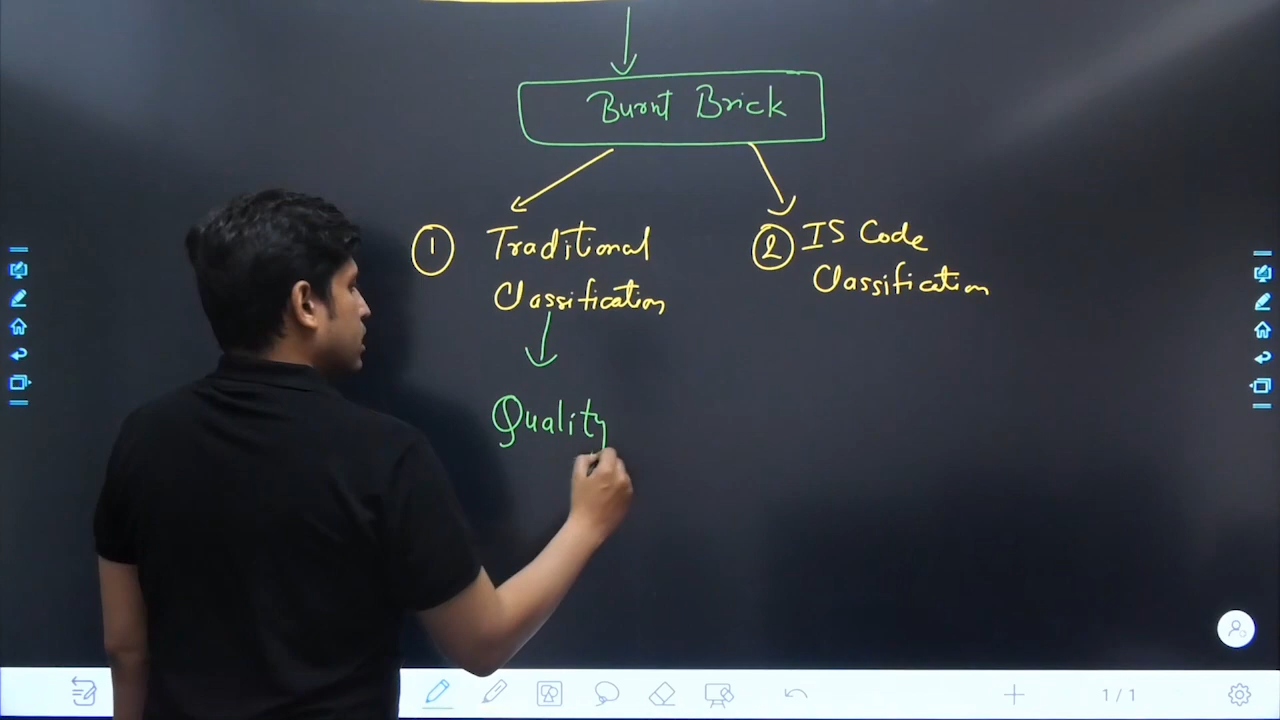 Burnt Brick
1 Traditional
Classification
2 IS Code
Classification
Quality
1/1